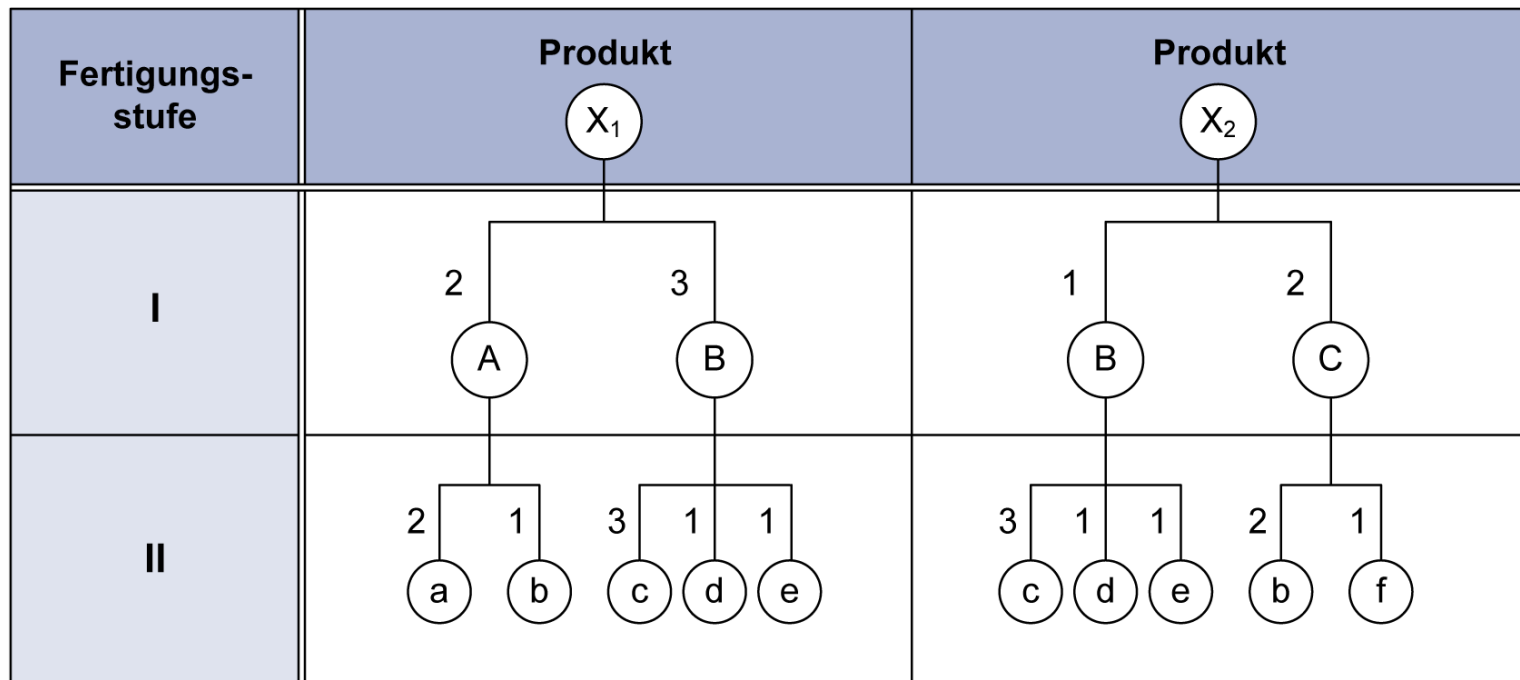 Fertigungs-
stufe
Produkt
X₁
Produkt
X₂
I
2 3
A B
1 2
B C
II
2 1 3 1 1
a b c d e
3 1 1 2 1
c d e b f